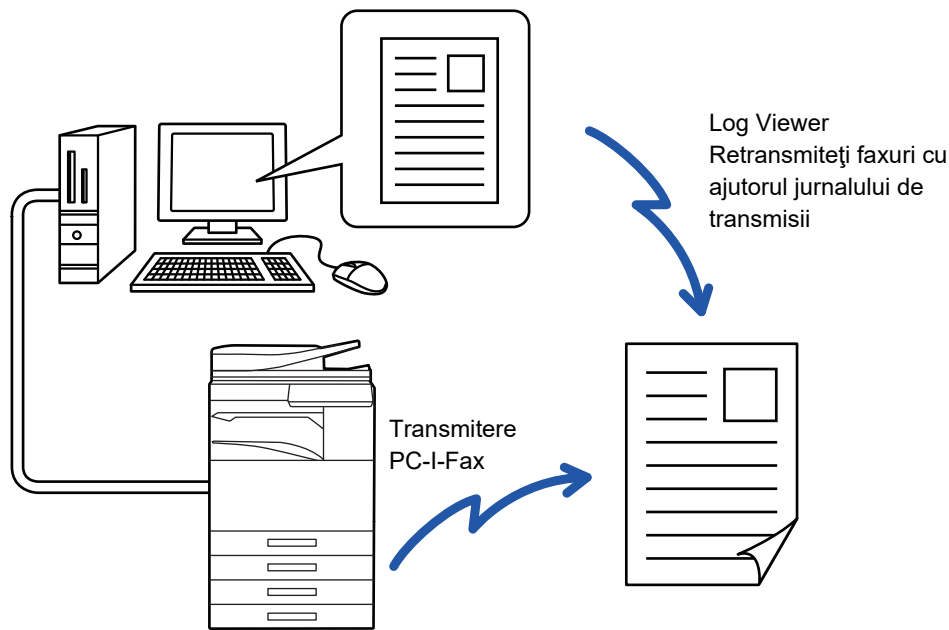 Log Viewer
Retransmiteţi faxuri cu
ajutorul jurnalului de
transmisii
Transmitere
PC-I-Fax